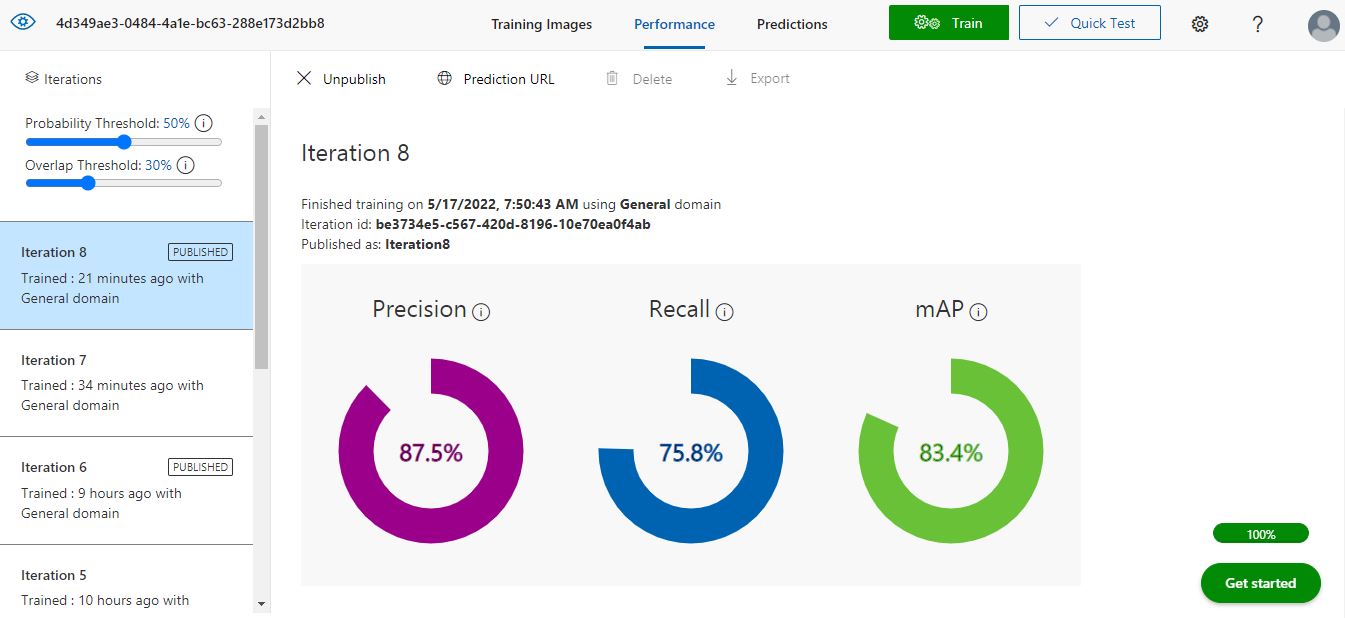 4d349ae3-0484-4a1e-bc63-288e173d2bb8 Training Images Performance Predictions Train Quick Test ?
Iterations
Unpublish Prediction URL Delete Export
Probability Threshold: 50% i
Overlap Threshold: 30% i
Iteration 8 PUBLISHED
Trained : 21 minutes ago with
General domain
Iteration 7
Trained : 34 minutes ago with
General domain
Iteration 6 PUBLISHED
Trained : 9 hours ago with
General domain
Iteration 5
Trained : 10 hours ago with
Iteration 8
Finished training on 5/17/2022, 7:50:43 AM using General domain
Iteration id: be3734e5-c567-420d-8196-10e70ea0f4ab
Published as: Iteration8
Precision i Recall i mAP i
87.5% 75.8% 83.4%
100%
Get started